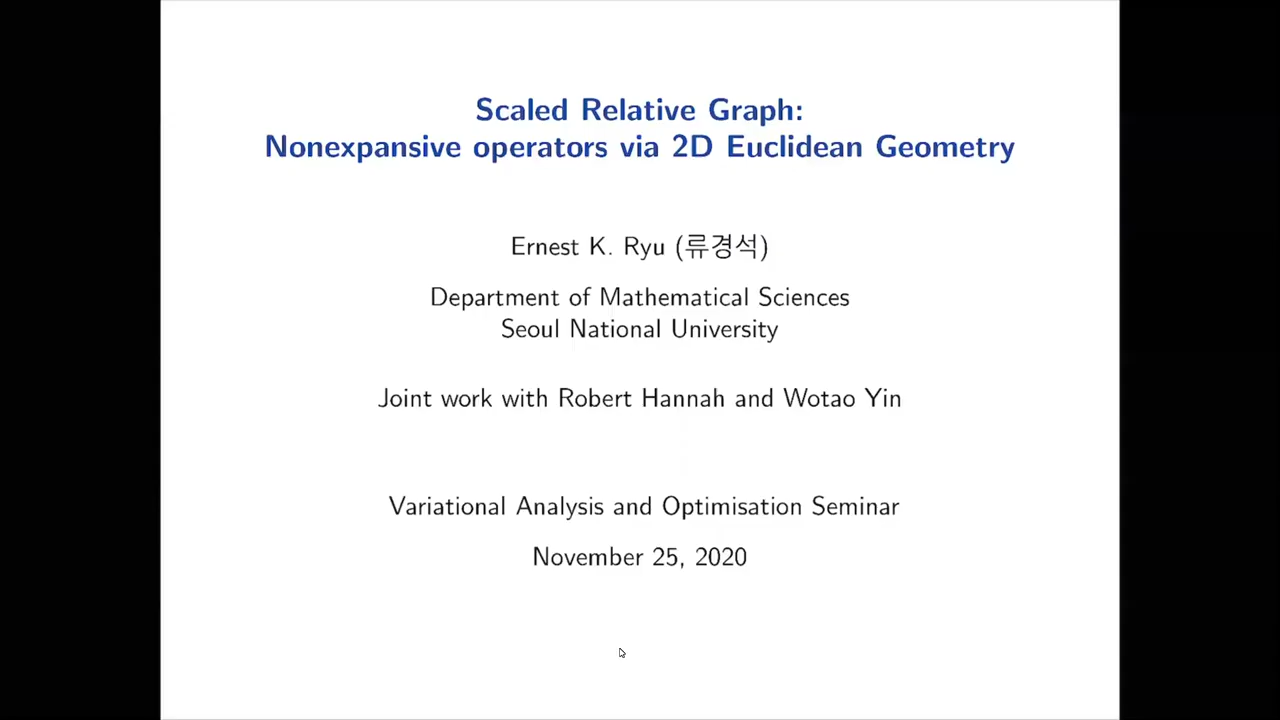 Scaled Relative Graph:
Nonexpansive operators via 2D Euclidean Geometry
Ernest K. Ryu (류경석)
Department of Mathematical Sciences
Seoul National University
Joint work with Robert Hannah and Wotao Yin
Variational Analysis and Optimisation Seminar
November 25, 2020